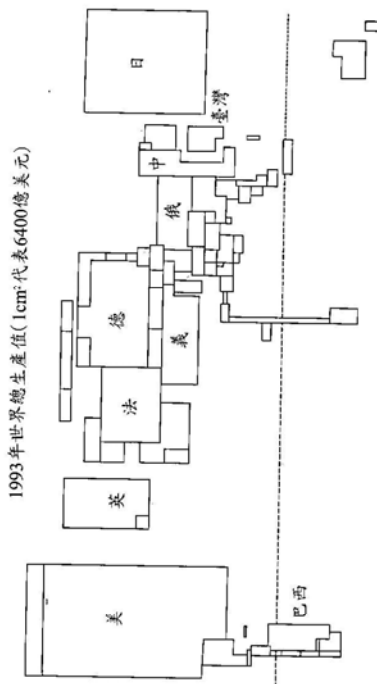 1993年世界總生產值(1cm²代表6400億美元)
美
英
法
德
義
俄
中
日
臺灣
巴西